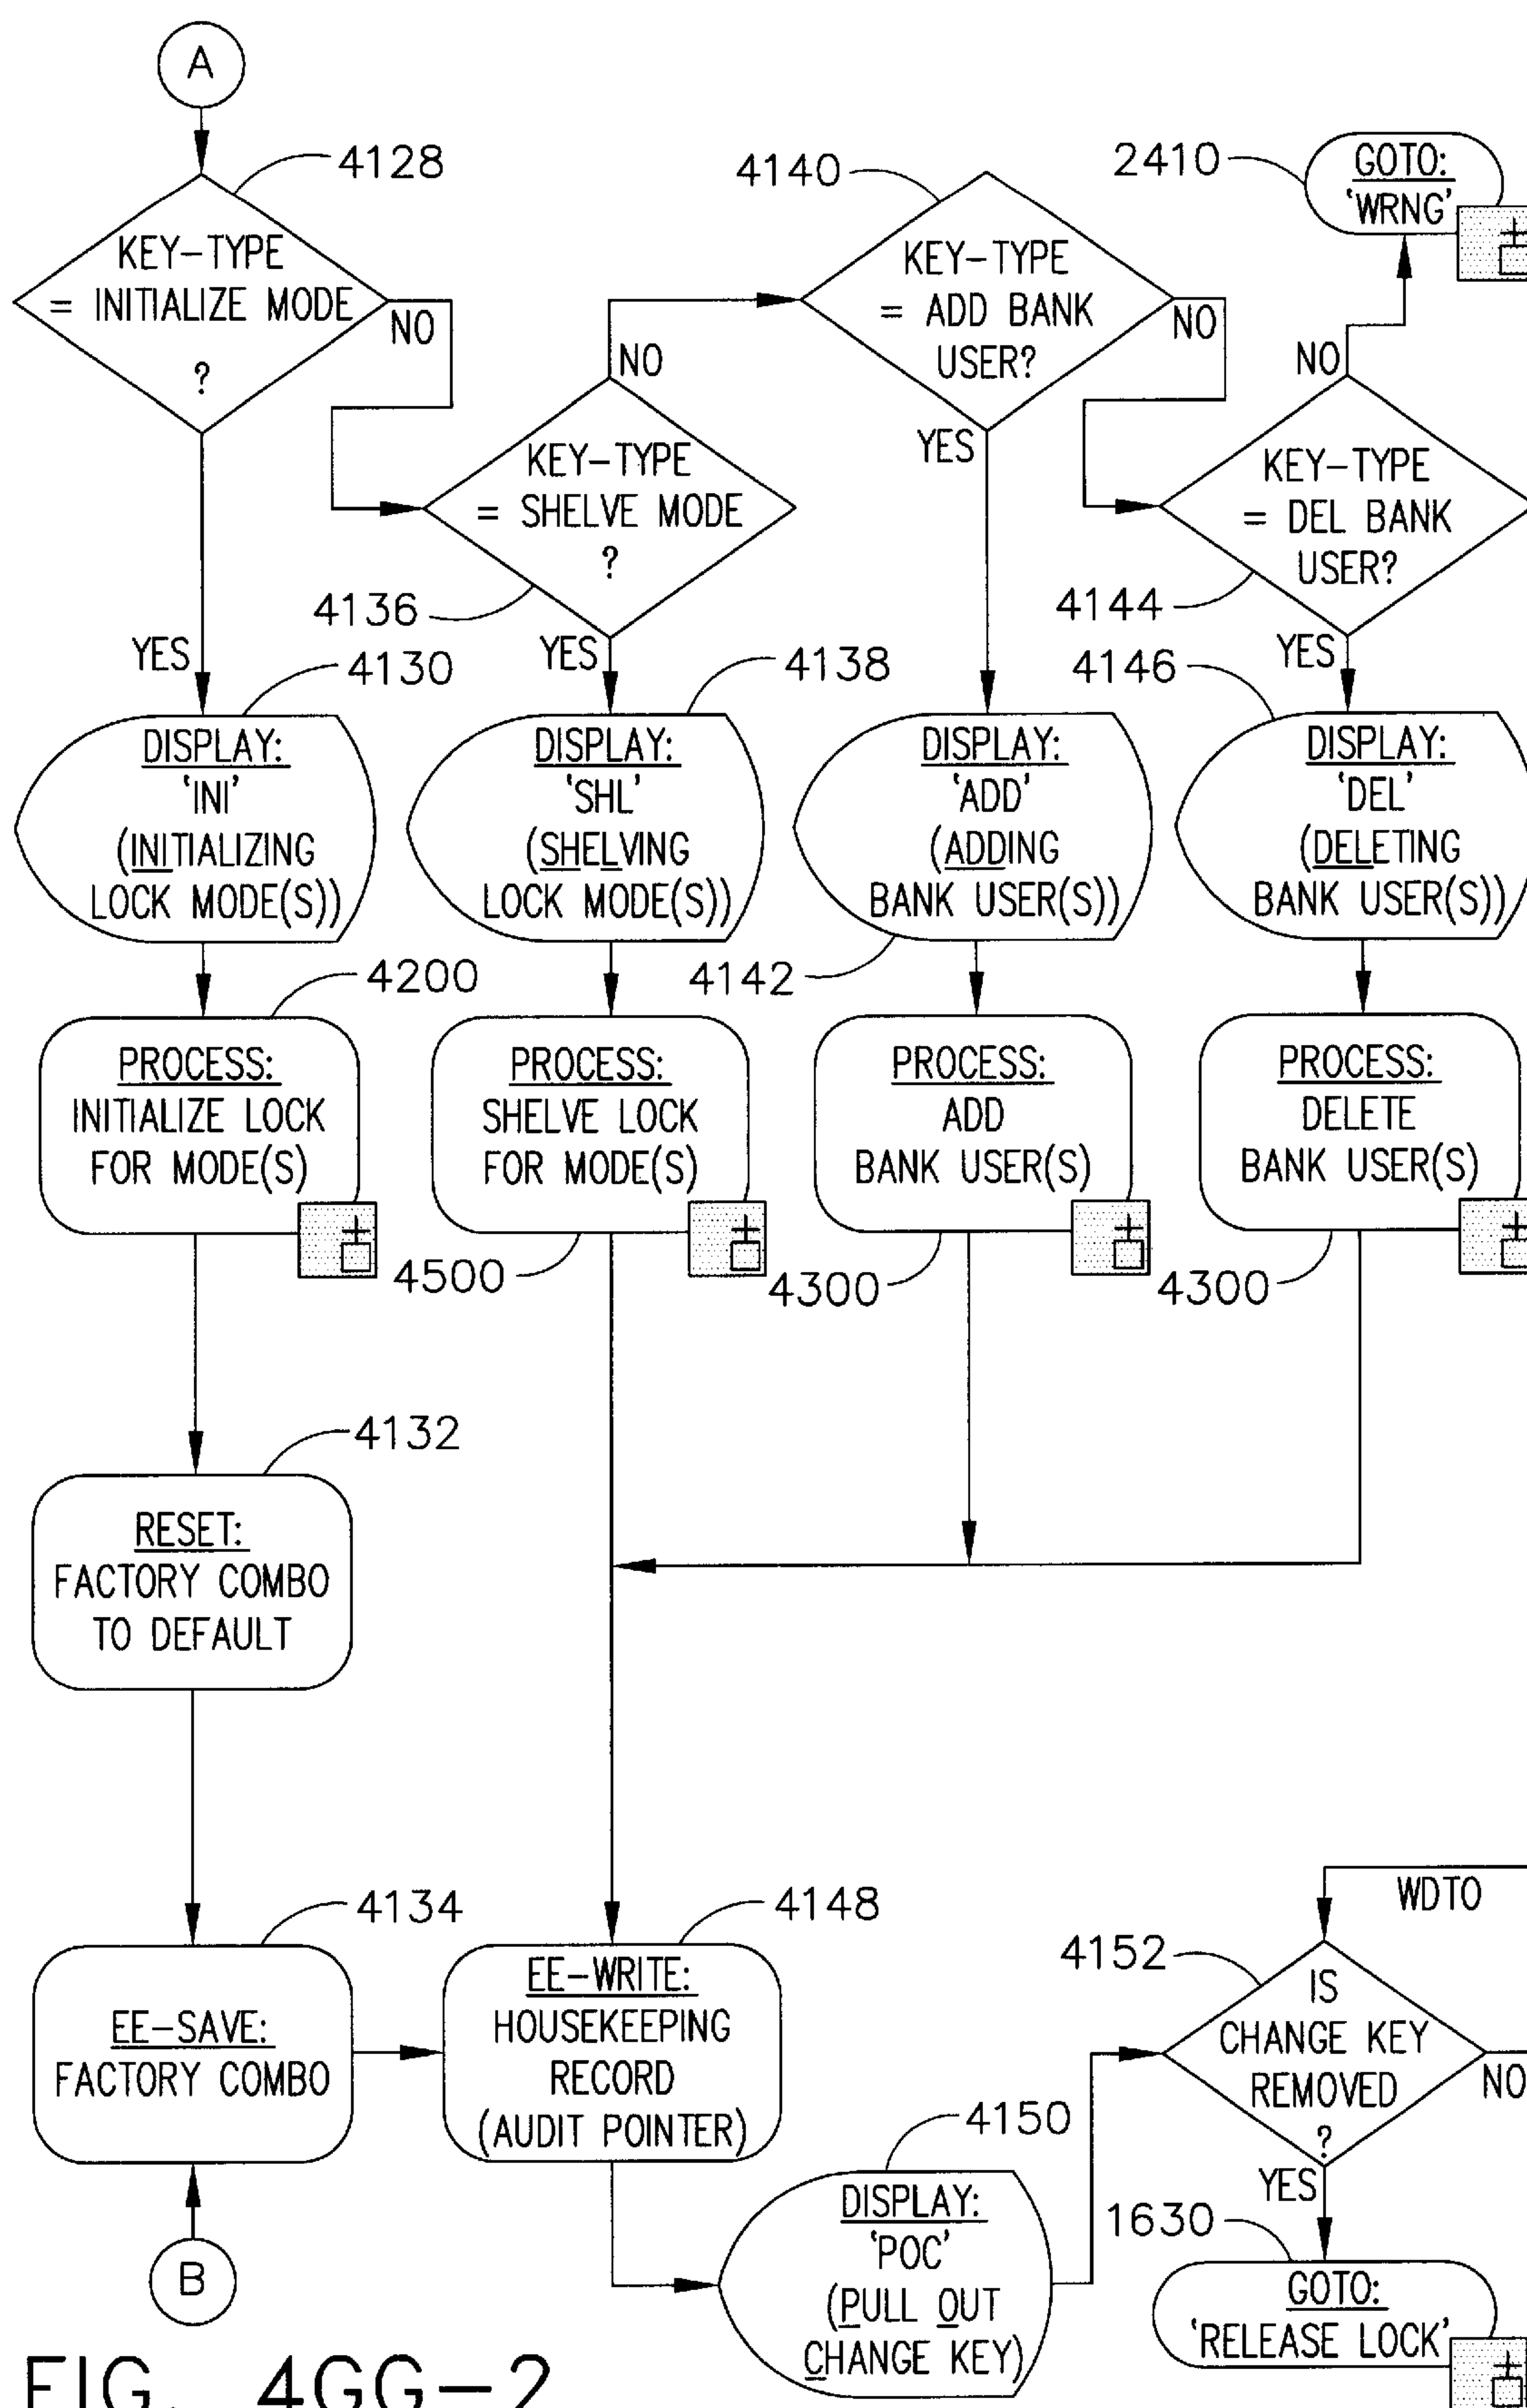 A
4128
KEY-TYPE
= INITIALIZE MODE
?
NO
YES
4130
DISPLAY:
'INI'
(INITIALIZING
LOCK MODE(S))
4200
PROCESS:
INITIALIZE LOCK
FOR MODE(S)
4132
RESET:
FACTORY COMBO
TO DEFAULT
4134
EE-SAVE:
FACTORY COMBO
B
NO
KEY-TYPE
= SHELVE MODE
?
4136
YES
4138
DISPLAY:
'SHL'
(SHELVING
LOCK MODE(S))
PROCESS:
SHELVE LOCK
FOR MODE(S)
4500
4140
KEY-TYPE
= ADD BANK
USER?
NO
YES
DISPLAY:
'ADD'
(ADDING
BANK USER(S))
4142
PROCESS:
ADD
BANK USER(S)
4300
2410
GOTO:
'WRNG'
NO
KEY-TYPE
= DEL BANK
USER?
4144
YES
4146
DISPLAY:
'DEL'
(DELETING
BANK USER(S))
PROCESS:
DELETE
BANK USER(S)
4300
4148
EE-WRITE:
HOUSEKEEPING
RECORD
(AUDIT POINTER)
4150
DISPLAY:
'POC'
(PULL OUT
CHANGE KEY)
WDTO
4152
IS
CHANGE KEY
REMOVED
?
NO
YES
1630
GOTO:
'RELEASE LOCK'
FIG. 4GG-2